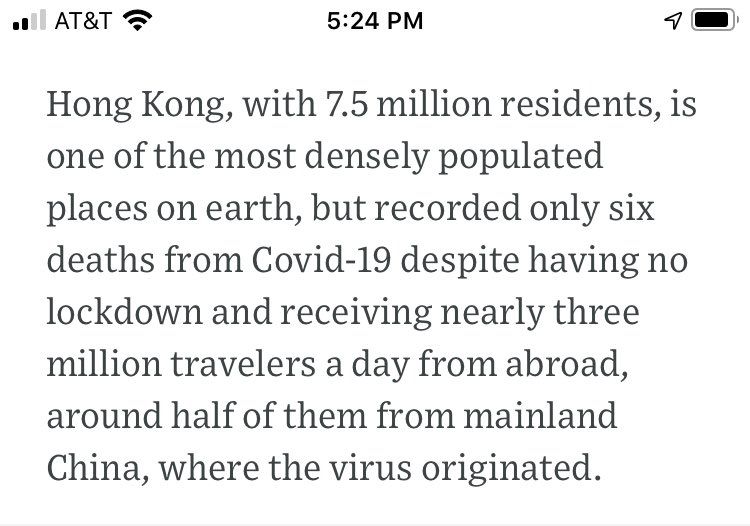 AT&T 5:24 PM
Hong Kong, with 7.5 million residents, is
one of the most densely populated
places on earth, but recorded only six
deaths from Covid-19 despite having no
lockdown and receiving nearly three
million travelers a day from abroad,
around half of them from mainland
China, where the virus originated.